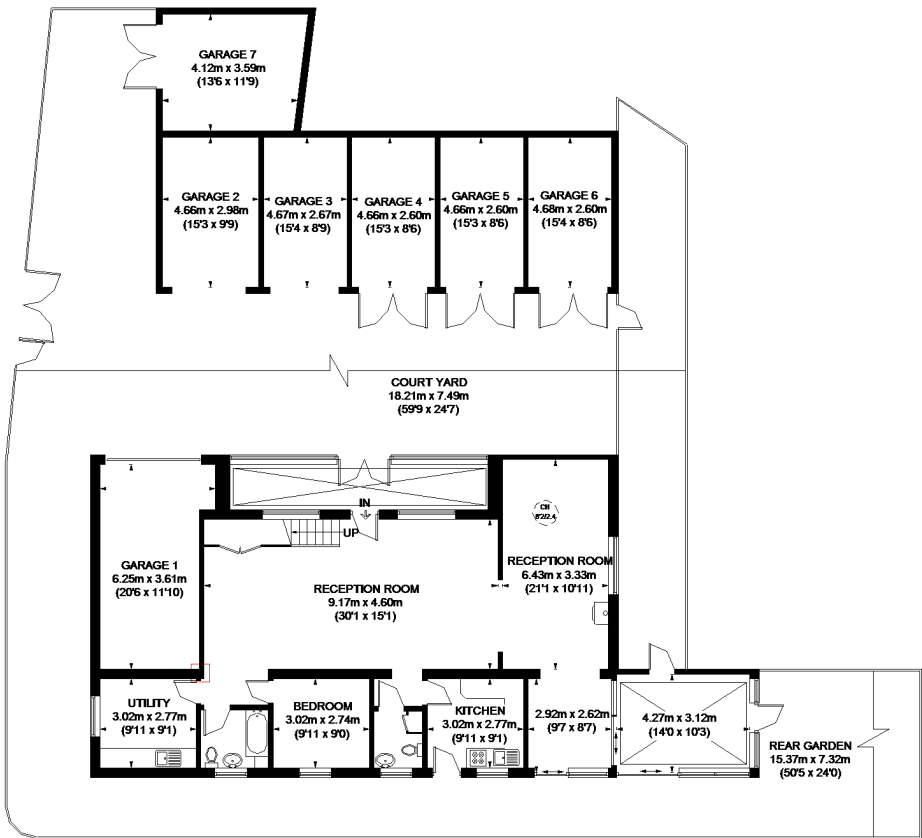 GARAGE 7
4.12m x 3.59m
(13'6 x 11'9)
GARAGE 2
4.66m x 2.98m
(15'3 x 9'9)
GARAGE 3
4.67m x 2.67m
(15'4 x 8'9)
GARAGE 4
4.66m x 2.60m
(15'3 x 8'6)
GARAGE 5
4.66m x 2.60m
(15'3 x 8'6)
GARAGE 6
4.68m x 2.60m
(15'4 x 8'6)
COURT YARD
18.21m x 7.49m
(59'9 x 24'7)
IN
UP
CH
GARAGE 1
6.25m x 3.61m
(20'6 x 11'10)
RECEPTION ROOM
9.17m x 4.60m
(30'1 x 15'1)
RECEPTION ROOM
6.43m x 3.33m
(21'1 x 10'11)
UTILITY
3.02m x 2.77m
(9'11 x 9'1)
BEDROOM
3.02m x 2.74m
(9'11 x 9'0)
KITCHEN
3.02m x 2.77m
(9'11 x 9'1)
2.92m x 2.62m
(9'7 x 8'7)
4.27m x 3.12m
(14'0 x 10'3)
REAR GARDEN
15.37m x 7.32m
(50'5 x 24'0)